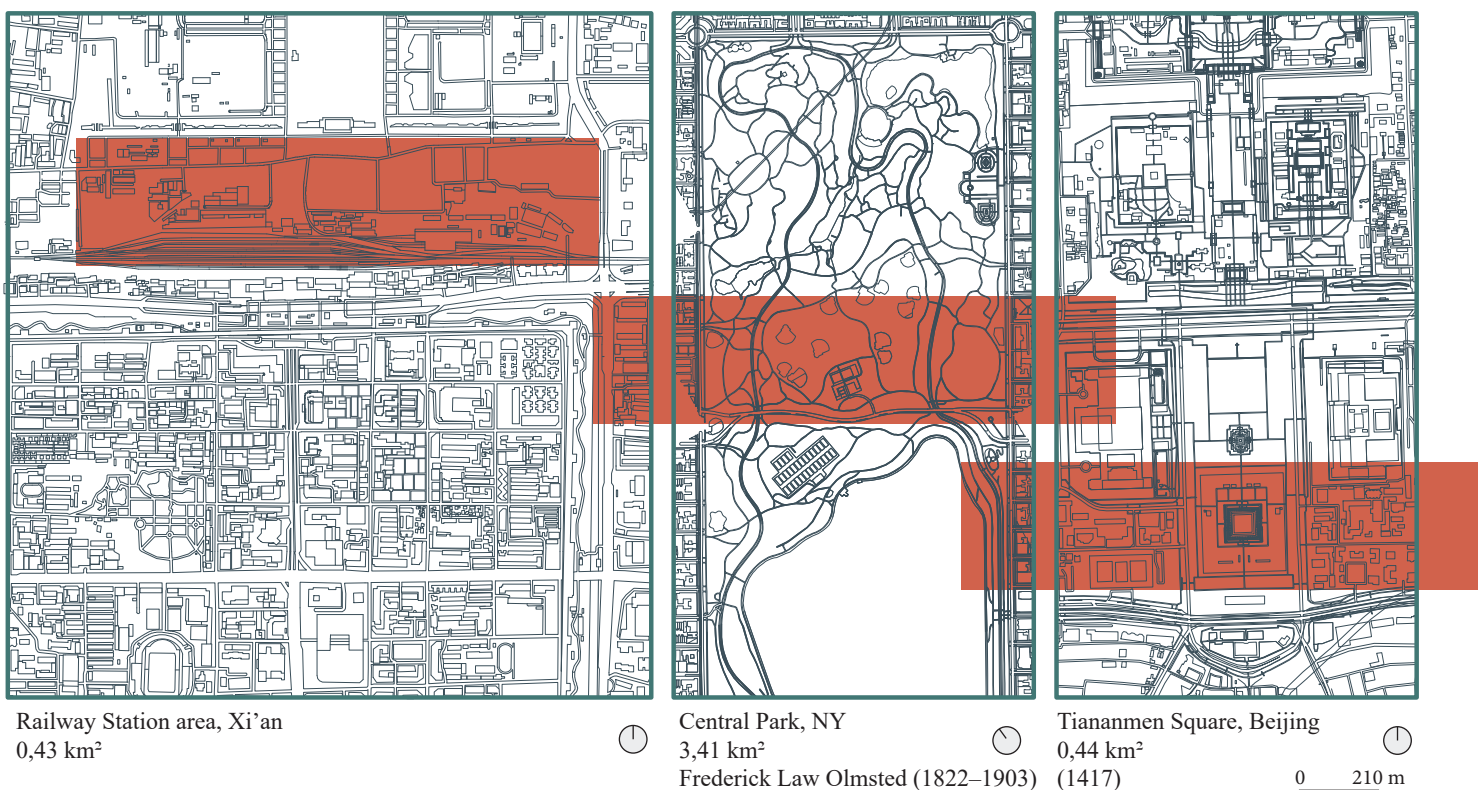 Railway Station area, Xi’an
0,43 km²
Central Park, NY
3,41 km²
Frederick Law Olmsted (1822–1903)
Tiananmen Square, Beijing
0,44 km²
(1417)
0 210 m